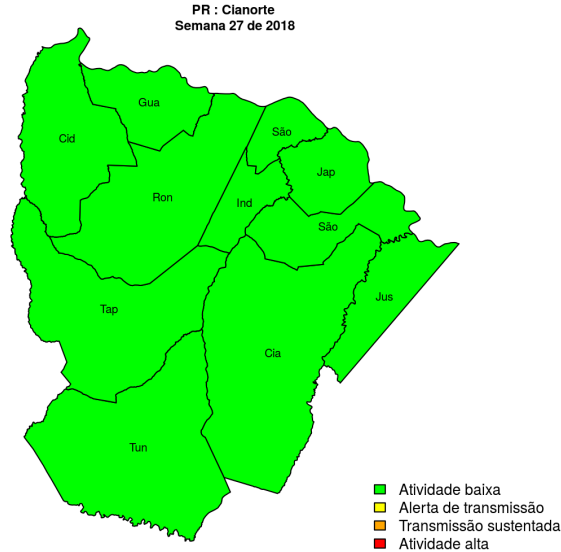 PR : Cianorte
Semana 27 de 2018
Gua
Cid
São
Jap
Ron
Ind
São
Jus
Tap
Cia
Tun
Atividade baixa
Alerta de transmissão
Transmissão sustentada
Atividade alta